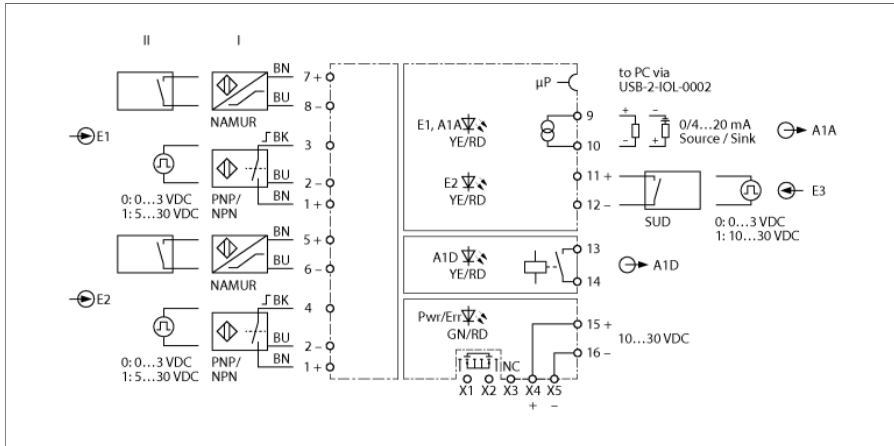 II
I
BN
7 +
BU
8 –
NAMUR
E1
BK
3
BU
2 –
BN
1 +
0: 0…3 VDC
1: 5…30 VDC
PNP/
NPN
BN
5 +
BU
6 –
NAMUR
E2
BK
4
BU
2 –
BN
1 +
0: 0…3 VDC
1: 5…30 VDC
PNP/
NPN
µP
to PC via
USB-2-IOL-0002
E1, A1A
YE/RD
9
10
+
–
–
+
0/4…20 mA
Source / Sink
A1A
E2
YE/RD
11 +
12 –
SUD
0: 0…3 VDC
1: 10…30 VDC
E3
A1D
YE/RD
13
14
A1D
Pwr/Err
GN/RD
15 +
16 –
10…30 VDC
NC
X1 X2 X3 X4 X5
+ –